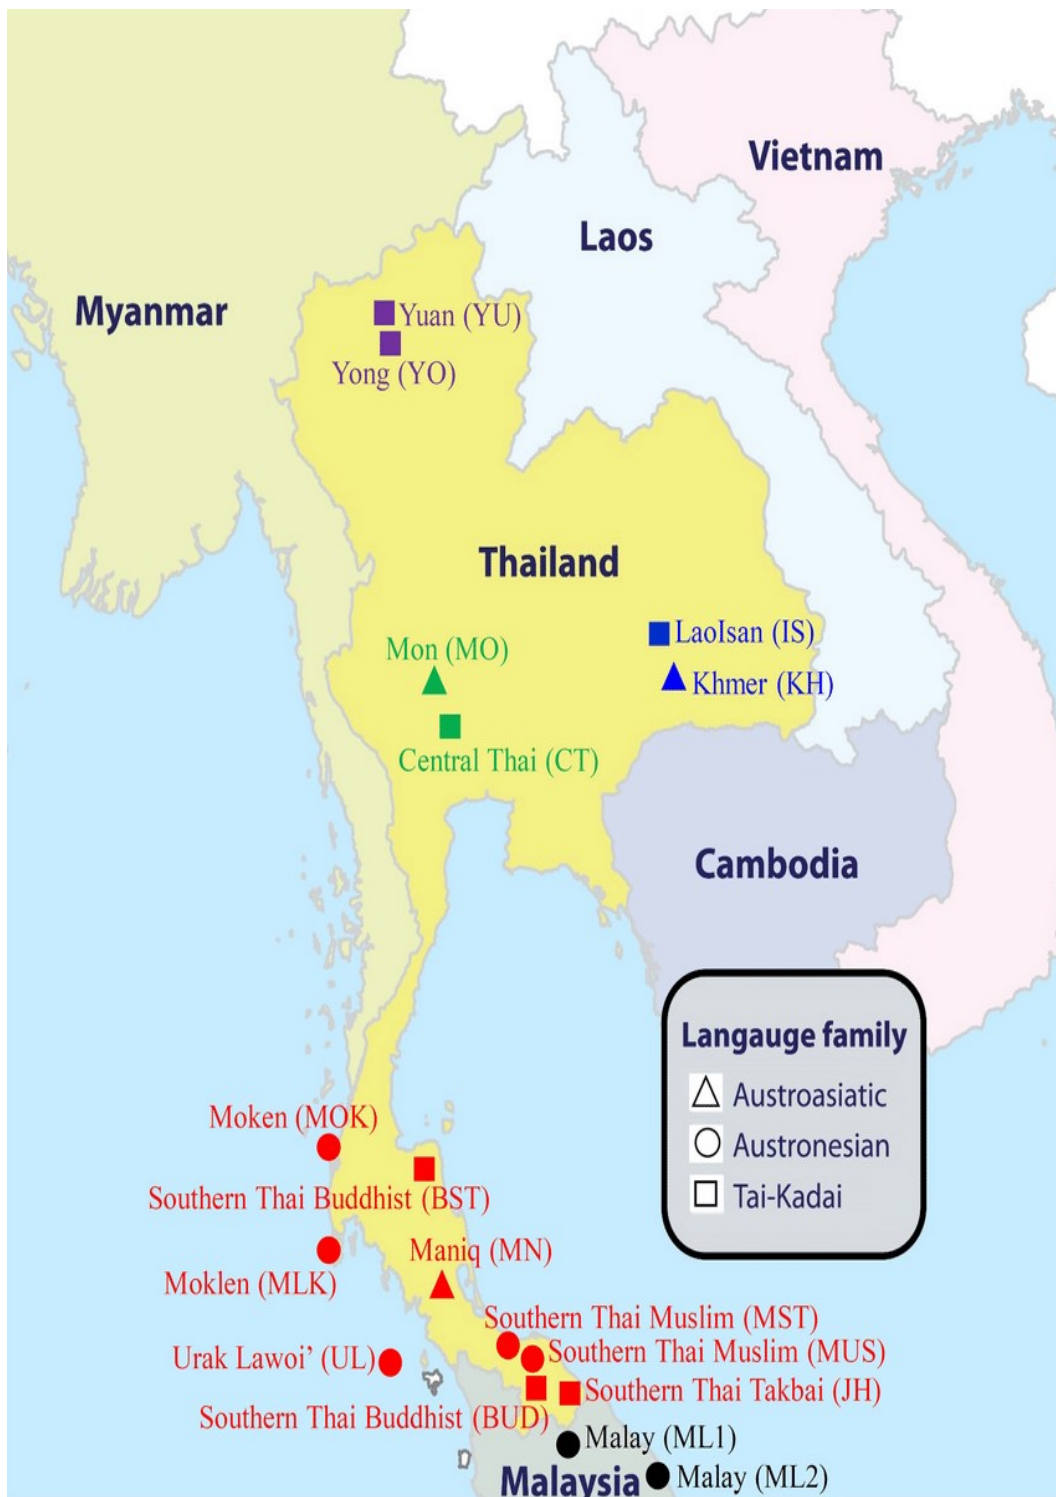 Vietnam
Laos
Myanmar
Yuan (YU)
Yong (YO)
Thailand
LaoIsan (IS)
Mon (MO)
Khmer (KH)
Central Thai (CT)
Cambodia
Langauge family
Austroasiatic
Austronesian
Tai-Kadai
Moken (MOK)
Southern Thai Buddhist (BST)
Maniq (MN)
Moklen (MLK)
Southern Thai Muslim (MST)
Southern Thai Muslim (MUS)
Urak Lawoi’ (UL)
Southern Thai Takbai (JH)
Southern Thai Buddhist (BUD)
Malay (ML1)
Malaysia
Malay (ML2)